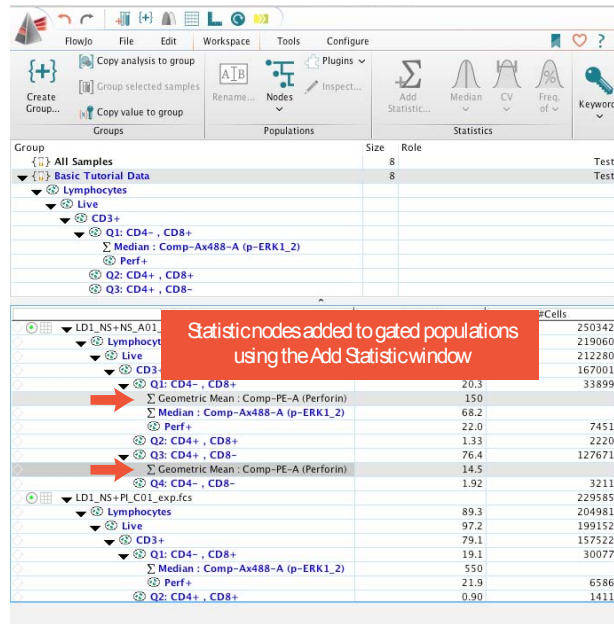 FlowJo File Edit Workspace Tools Configure
{+} Create Group...
Copy analysis to group
Group selected samples
Copy value to group
Groups
A I B Rename...
Nodes
Plugins
Inspect...
Populations
Σ Add Statistic...
Median
CV
Freq. of
Statistics
Keyword
Group Size Role
All Samples 8 Test
Basic Tutorial Data 8 Test
Lymphocytes
Live
CD3+
Q1: CD4- , CD8+
Σ Median : Comp-Ax488-A (p-ERK1_2)
Perf+
Q2: CD4+ , CD8+
Q3: CD4+ , CD8-
#Cells
Statistic nodes added to gated populations
using the Add Statistic window
LD1_NS+NS_A01_ 250342
Lymphocyt 219060
Live 212280
CD3+ 167001
Q1: CD4- , CD8+ 20.3 33899
Σ Geometric Mean : Comp-PE-A (Perforin) 150
Σ Median : Comp-Ax488-A (p-ERK1_2) 68.2
Perf+ 22.0 7451
Q2: CD4+ , CD8+ 1.33 2220
Q3: CD4+ , CD8- 76.4 127671
Σ Geometric Mean : Comp-PE-A (Perforin) 14.5
Q4: CD4- , CD8- 1.92 3211
LD1_NS+PI_C01_exp.fcs 229585
Lymphocytes 89.3 204981
Live 97.2 199152
CD3+ 79.1 157522
Q1: CD4- , CD8+ 19.1 30077
Σ Median : Comp-Ax488-A (p-ERK1_2) 550
Perf+ 21.9 6586
Q2: CD4+ , CD8+ 0.90 1411